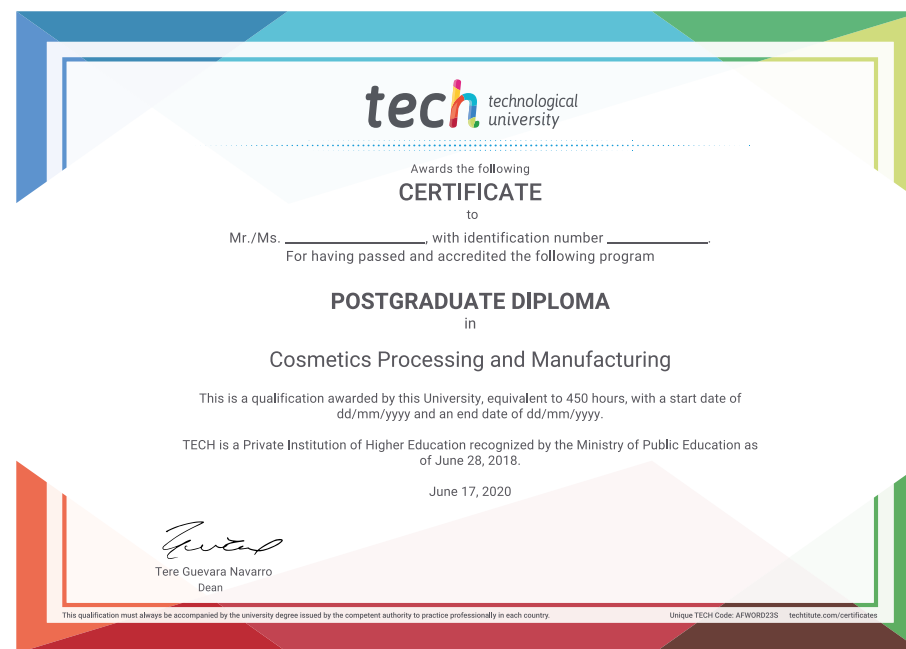 tech technological
university
Awards the following
CERTIFICATE
to
Mr./Ms. ____________________, with identification number ______________.
For having passed and accredited the following program
POSTGRADUATE DIPLOMA
in
Cosmetics Processing and Manufacturing
This is a qualification awarded by this University, equivalent to 450 hours, with a start date of
dd/mm/yyyy and an end date of dd/mm/yyyy.
TECH is a Private Institution of Higher Education recognized by the Ministry of Public Education as
of June 28, 2018.
June 17, 2020
Tere Guevara Navarro
Dean
This qualification must always be accompanied by the university degree issued by the competent authority to practice professionally in each country. Unique TECH Code: AFWORD23S techtitute.com/certificates